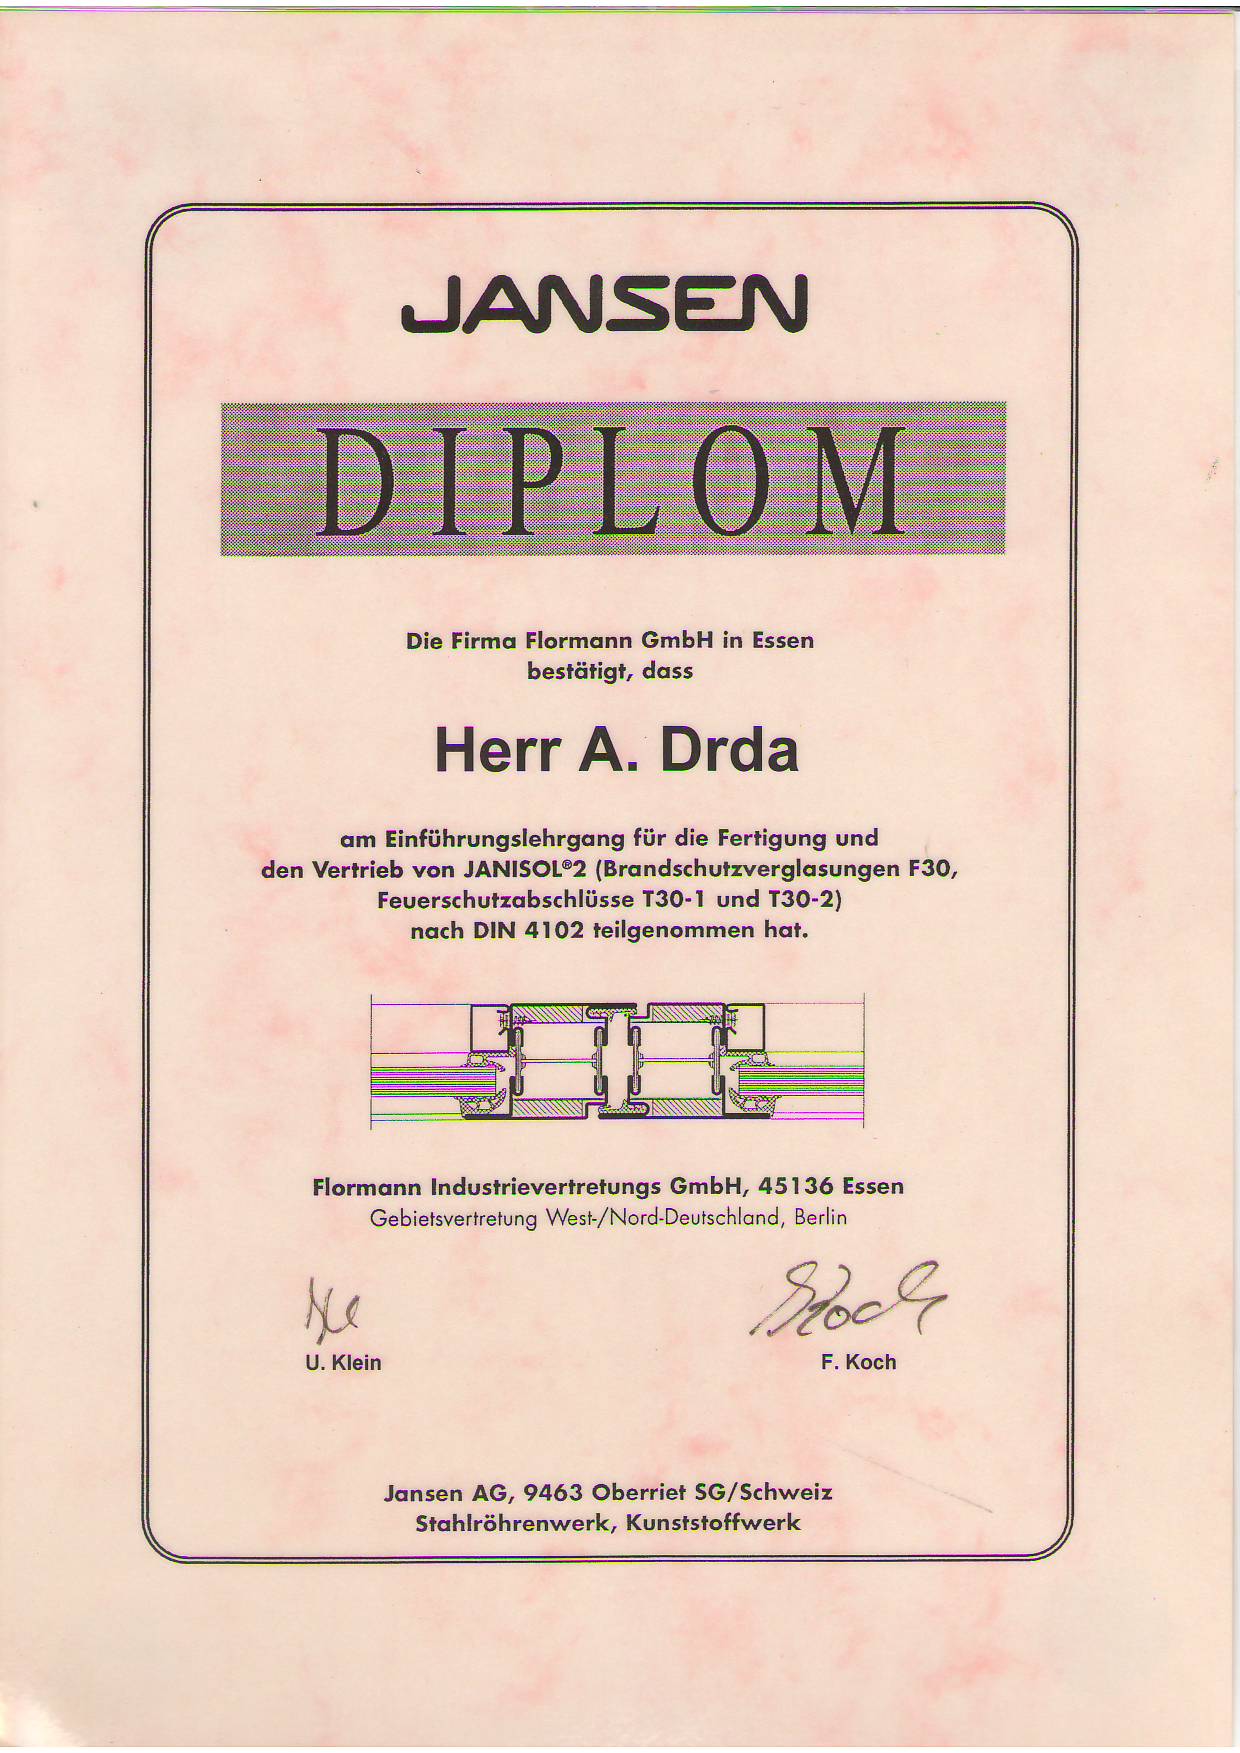 JANSEN
DIPLOM
Die Firma Flormann GmbH in Essen
bestätigt, dass
Herr A. Drda
am Einführungslehrgang für die Fertigung und
den Vertrieb von JANISOL®2 (Brandschutzverglasungen F30,
Feuerschutzabschlüsse T30-1 und T30-2)
nach DIN 4102 teilgenommen hat.
Flormann Industrievertretungs GmbH, 45136 Essen
Gebietsvertretung West-/Nord-Deutschland, Berlin
U. Klein
F. Koch
Jansen AG, 9463 Oberriet SG/Schweiz
Stahlröhrenwerk, Kunststoffwerk